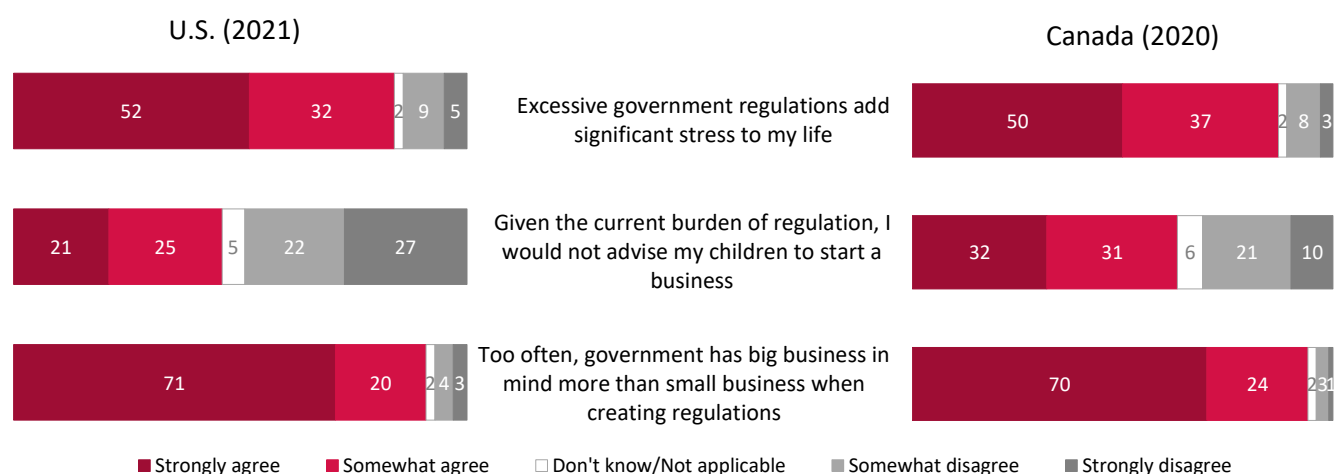 U.S. (2021)
Canada (2020)
52 32 2 9 5
Excessive government regulations add
significant stress to my life
50 37 2 8 3
21 25 5 22 27
Given the current burden of regulation, I
would not advise my children to start a
business
32 31 6 21 10
71 20 2 4 3
Too often, government has big business in
mind more than small business when
creating regulations
70 24 2 3 1
Strongly agree Somewhat agree Don't know/Not applicable Somewhat disagree Strongly disagree